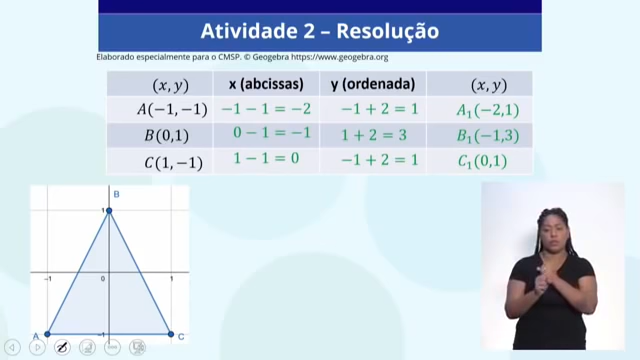 Atividade 2 – Resolução
Elaborado especialmente para o CMSP. © Geogebra https://www.geogebra.org
(x, y) x (abcissas) y (ordenada) (x, y)
A(−1, −1) −1 − 1 = −2 −1 + 2 = 1 A₁(−2,1)
B(0,1) 0 − 1 = −1 1 + 2 = 3 B₁(−1,3)
C(1, −1) 1 − 1 = 0 −1 + 2 = 1 C₁(0,1)
B
1
−1 0 1
A −1 C